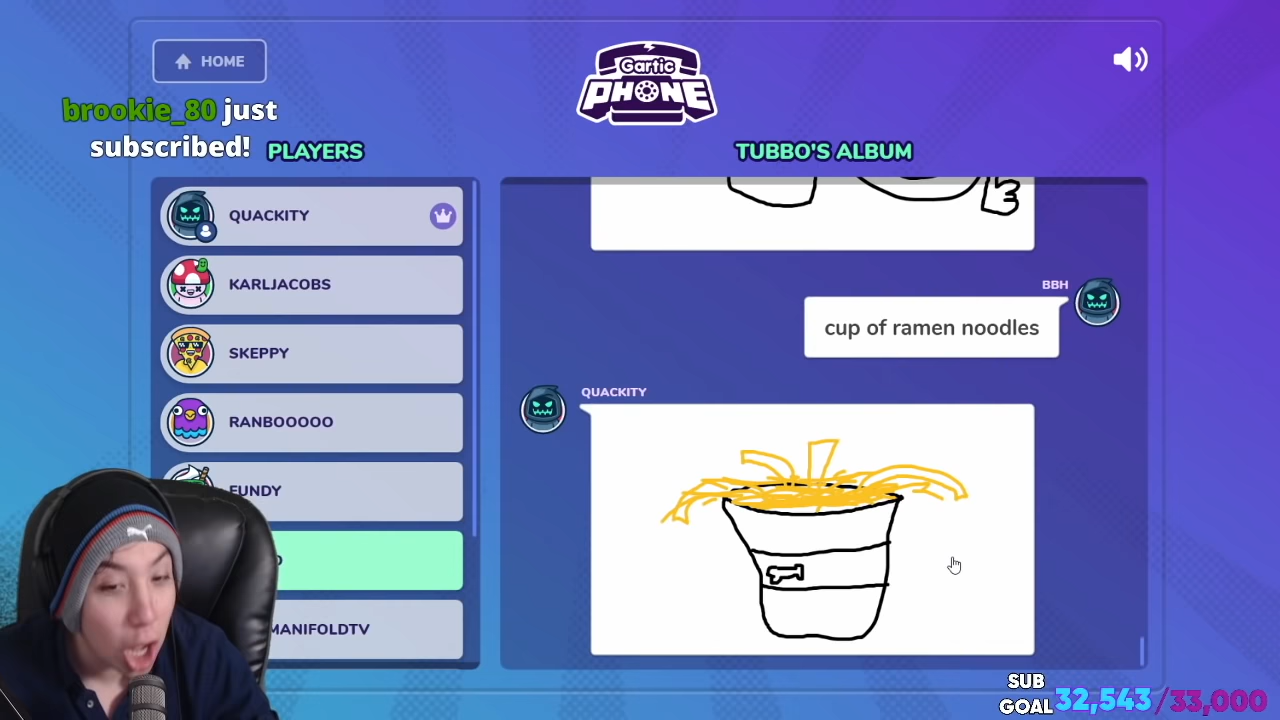 HOME
Gartic
PHONE
brookie_80 just
subscribed!
PLAYERS
TUBBO'S ALBUM
QUACKITY
KARLJACOBS
SKEPPY
RANBOOOOO
FUNDY
MANIFOLDTV
BBH
cup of ramen noodles
QUACKITY
SUB
GOAL 32,543/33,000